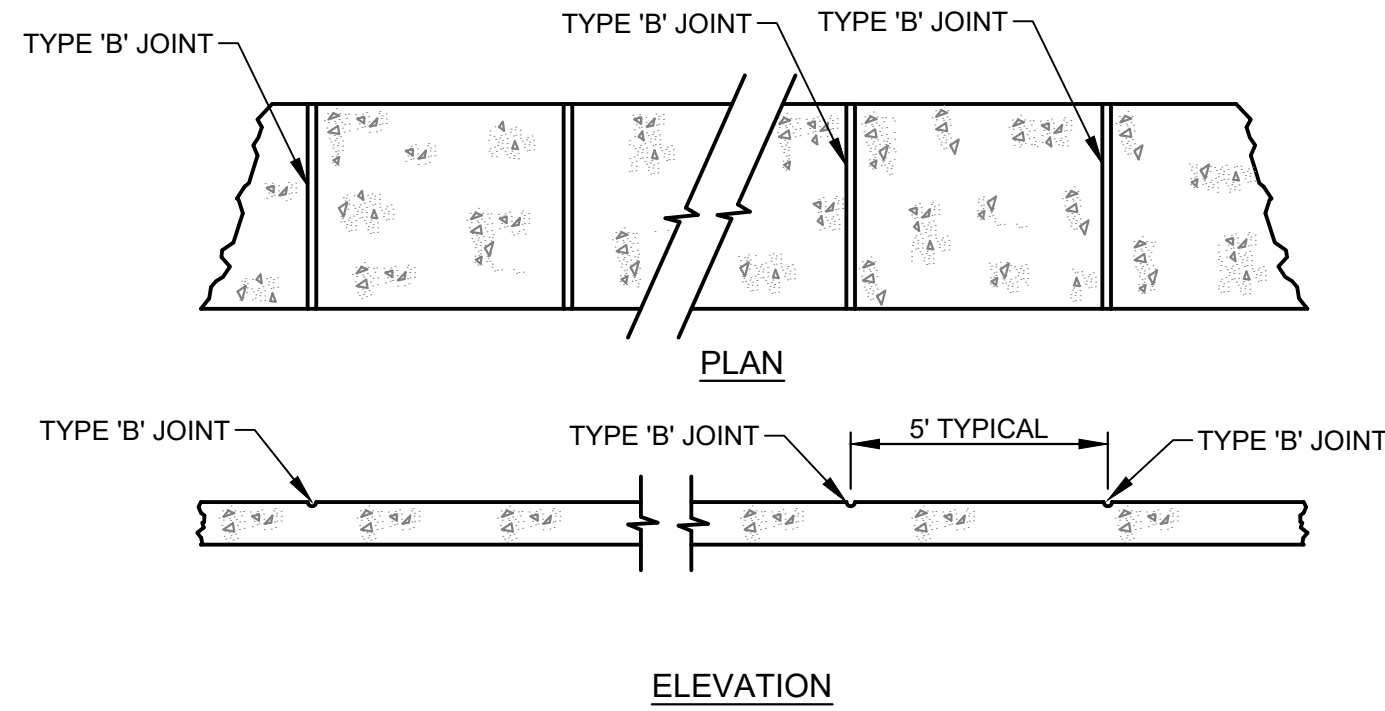 TYPE 'B' JOINT
TYPE 'B' JOINT
TYPE 'B' JOINT
PLAN
TYPE 'B' JOINT
TYPE 'B' JOINT
5' TYPICAL
TYPE 'B' JOINT
ELEVATION